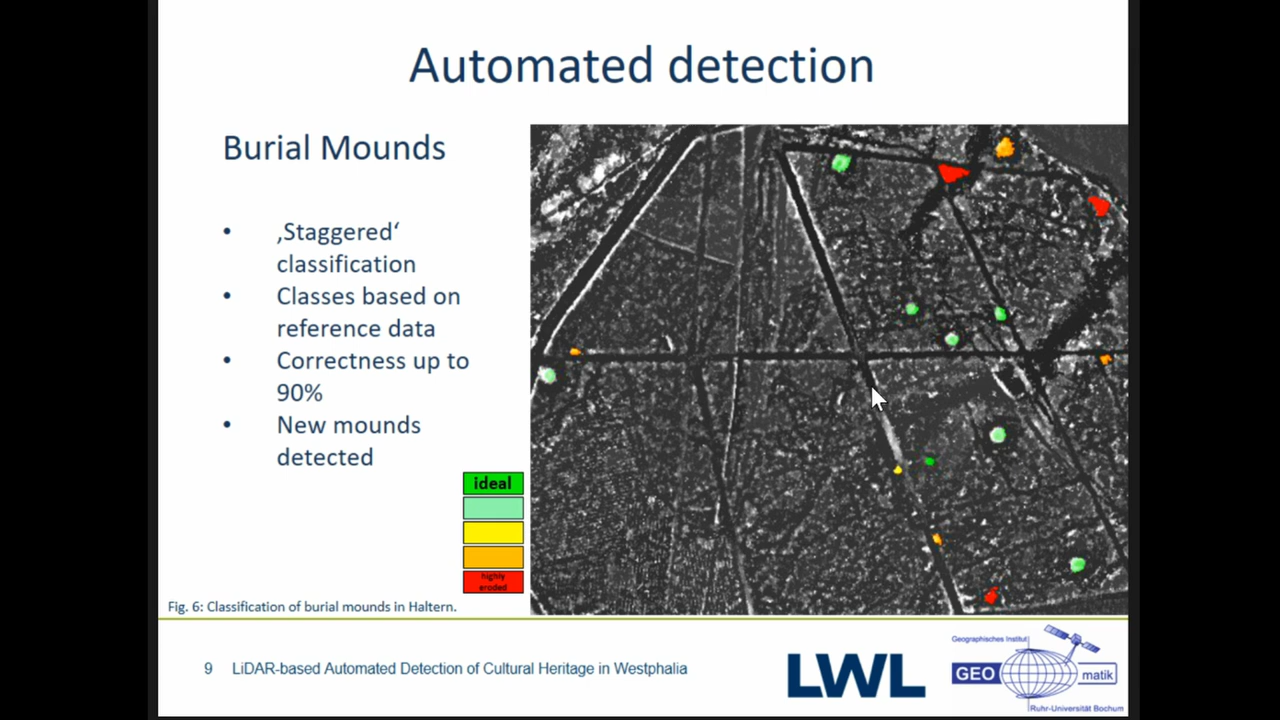 Automated detection
Burial Mounds
• ‚Staggered‘
classification
• Classes based on
reference data
• Correctness up to
90%
• New mounds
detected
ideal
highly
eroded
Fig. 6: Classification of burial mounds in Haltern.
9 LiDAR-based Automated Detection of Cultural Heritage in Westphalia
LWL
Geographisches Institut
GEO matik
Ruhr-Universität Bochum